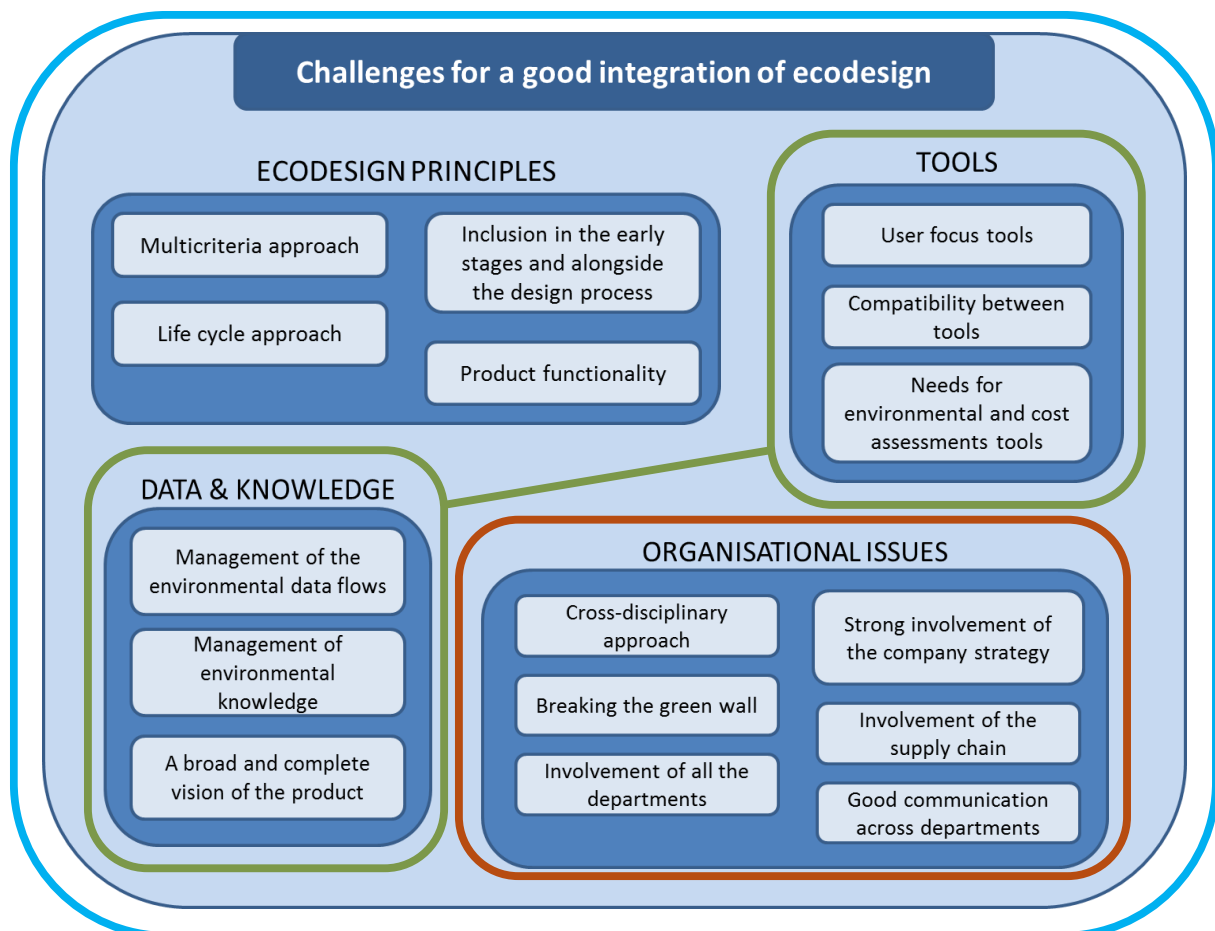 Challenges for a good integration of ecodesign
ECODESIGN PRINCIPLES
Multicriteria approach
Life cycle approach
Inclusion in the early
stages and alongside
the design process
Product functionality
TOOLS
User focus tools
Compatibility between
tools
Needs for
environmental and cost
assessments tools
DATA & KNOWLEDGE
Management of the
environmental data flows
Management of
environmental
knowledge
A broad and complete
vision of the product
ORGANISATIONAL ISSUES
Cross-disciplinary
approach
Breaking the green wall
Involvement of all the
departments
Strong involvement of
the company strategy
Involvement of the
supply chain
Good communication
across departments